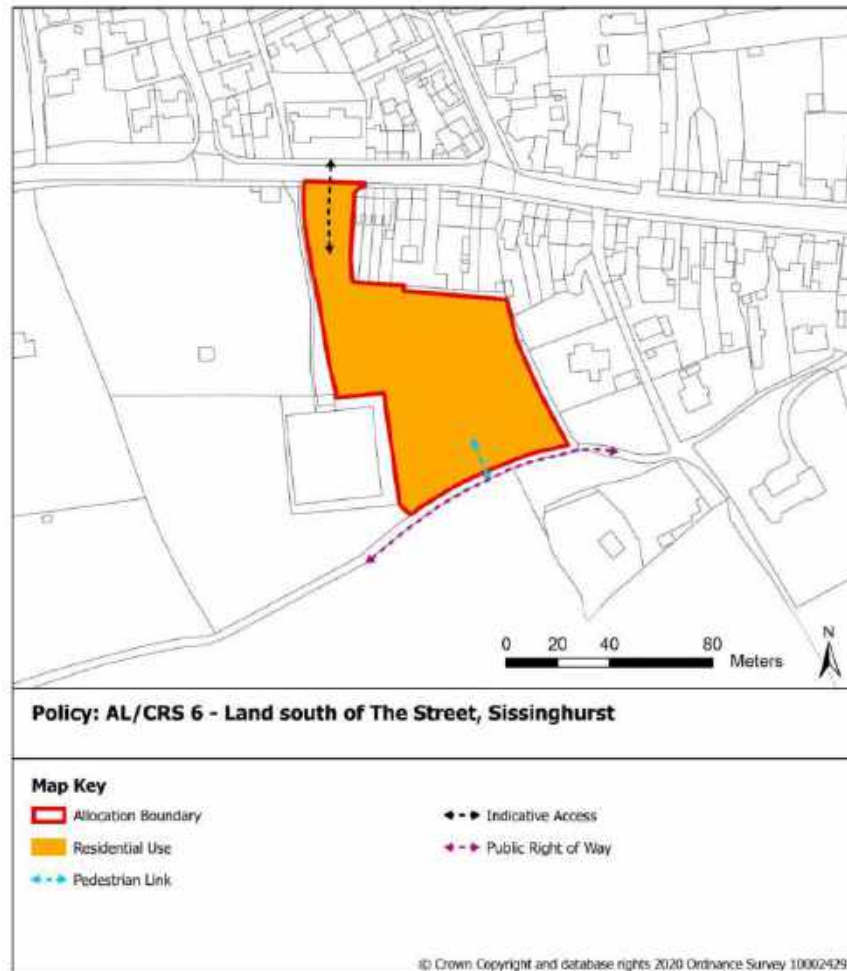 N
0 20 40 80
Meters
Policy: AL/CRS 6 - Land south of The Street, Sissinghurst
Map Key
Allocation Boundary
Indicative Access
Residential Use
Public Right of Way
Pedestrian Link
© Crown Copyright and database rights 2020 Ordnance Survey 10002429